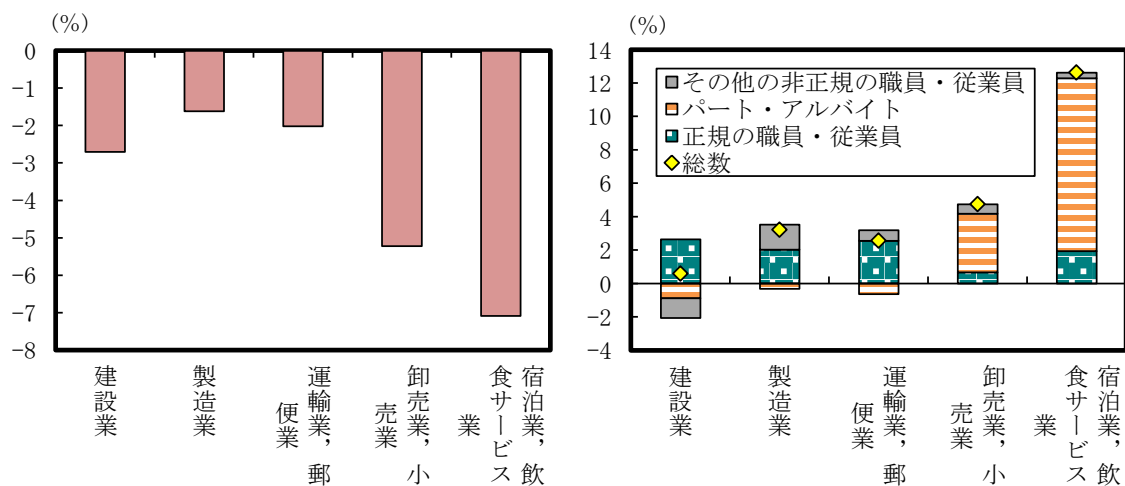 (%)
0
-1
-2
-3
-4
-5
-6
-7
-8
建設業
製造業
運輸業，郵
便業
卸売業，小
売業
宿泊業，飲
食サービス
業
(%)
14
12
10
8
6
4
2
0
-2
-4
その他の非正規の職員・従業員
パート・アルバイト
正規の職員・従業員
総数
建設業
製造業
運輸業，郵
便業
卸売業，小
売業
宿泊業，飲
食サービス
業